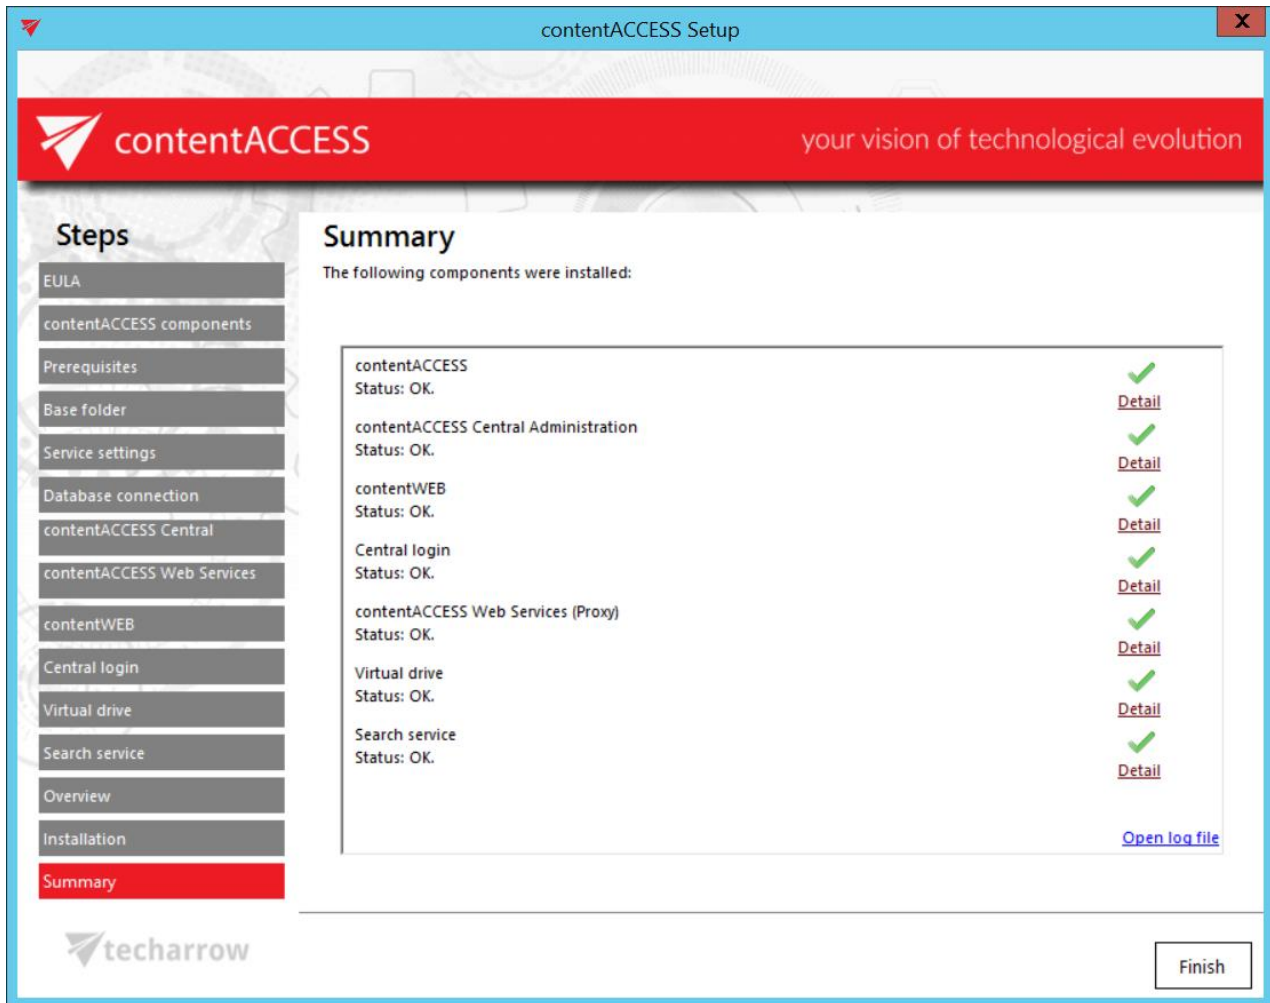 contentACCESS Setup
X
contentACCESS
your vision of technological evolution
Steps
EULA
contentACCESS components
Prerequisites
Base folder
Service settings
Database connection
contentACCESS Central
contentACCESS Web Services
contentWEB
Central login
Virtual drive
Search service
Overview
Installation
Summary
techarrow
Summary
The following components were installed:
contentACCESS
Status: OK.
Detail
contentACCESS Central Administration
Status: OK.
Detail
contentWEB
Status: OK.
Detail
Central login
Status: OK.
Detail
contentACCESS Web Services (Proxy)
Status: OK.
Detail
Virtual drive
Status: OK.
Detail
Search service
Status: OK.
Detail
Open log file
Finish